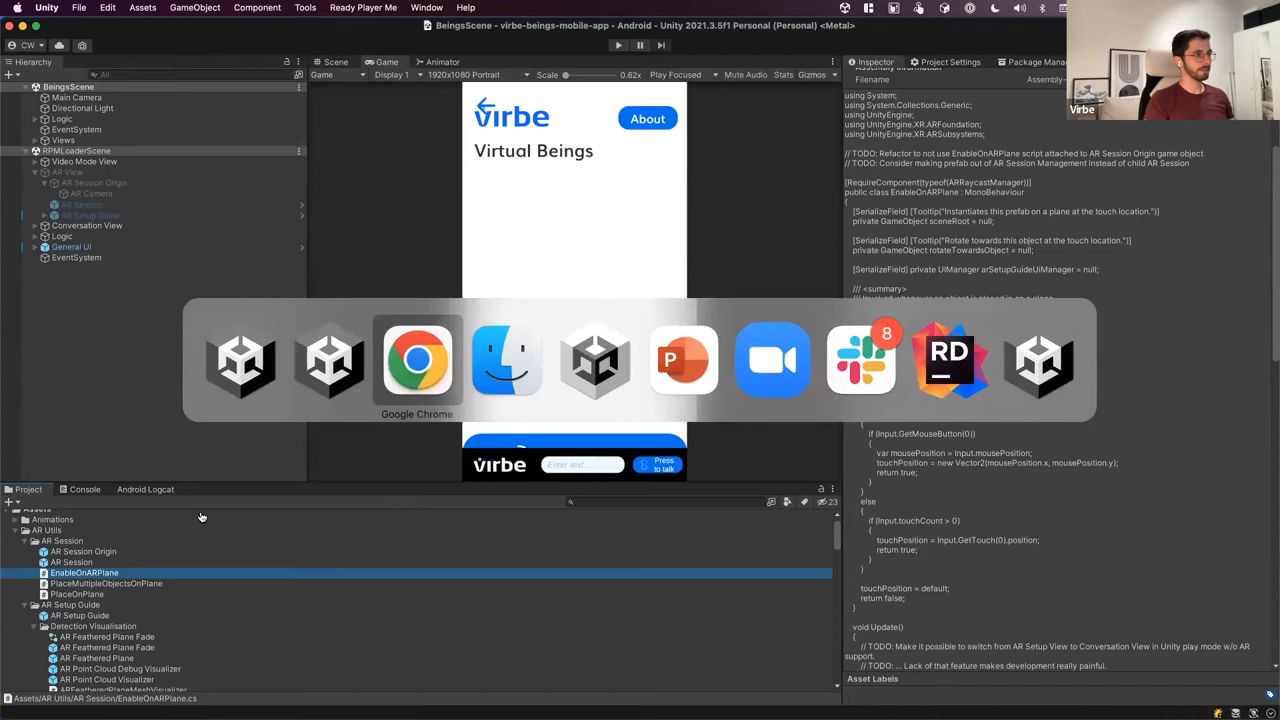 Unity File Edit Assets GameObject Component Tools Ready Player Me Window Help
BeingsScene - virbe-beings-mobile-app - Android - Unity 2021.3.5f1 Personal (Personal) <Metal>
CW
Hierarchy
All
BeingsScene
Main Camera
Directional Light
Logic
EventSystem
Views
RPMLoaderScene
Video Mode View
AR View
AR Session Origin
AR Camera
AR Session
AR Setup Guide
Conversation View
Logic
General UI
EventSystem
Scene Game Animator
Game Display 1 1920x1080 Portrait Scale 0.62x Play Focused Mute Audio Stats Gizmos
virbe
About
Virtual Beings
virbe
Enter text...
Press
to talk
Inspector Project Settings Package Mana
Filename Assembly-
using System;
using System.Collections.Generic;
using UnityEngine;
using UnityEngine.XR.ARFoundation;
using UnityEngine.XR.ARSubsystems;
// TODO: Refactor to not use EnableOnARPlane script attached to AR Session Origin game object
// TODO: Consider making prefab out of AR Session Management instead of child AR Session
[RequireComponent(typeof(ARRaycastManager))]
public class EnableOnARPlane : MonoBehaviour
{
[SerializeField] [Tooltip("Instantiates this prefab on a plane at the touch location.")]
private GameObject sceneRoot = null;
[SerializeField] [Tooltip("Rotate towards this object at the touch location.")]
private GameObject rotateTowardsObject = null;
[SerializeField] private UIManager arSetupGuideUiManager = null;
/// <summary>
{
if (Input.GetMouseButton(0))
{
var mousePosition = Input.mousePosition;
touchPosition = new Vector2(mousePosition.x, mousePosition.y);
return true;
}
}
else
{
if (Input.touchCount > 0)
{
touchPosition = Input.GetTouch(0).position;
return true;
}
}
touchPosition = default;
return false;
}
void Update()
{
// TODO: Make it possible to switch from AR Setup View to Conversation View in Unity play mode w/o AR
support.
// TODO: ... Lack of that feature makes development really painful.
Asset Labels
Virbe
P
8
RD
Google Chrome
Project Console Android Logcat
23
Assets
Animations
AR Utils
AR Session
AR Session Origin
AR Session
EnableOnARPlane
PlaceMultipleObjectsOnPlane
PlaceOnPlane
AR Setup Guide
AR Setup Guide
Detection Visualisation
AR Feathered Plane Fade
AR Feathered Plane Fade
AR Feathered Plane
AR Point Cloud Debug Visualizer
AR Point Cloud Visualizer
ARFeatheredPlaneMeshVisualizer
Assets/AR Utils/AR Session/EnableOnARPlane.cs